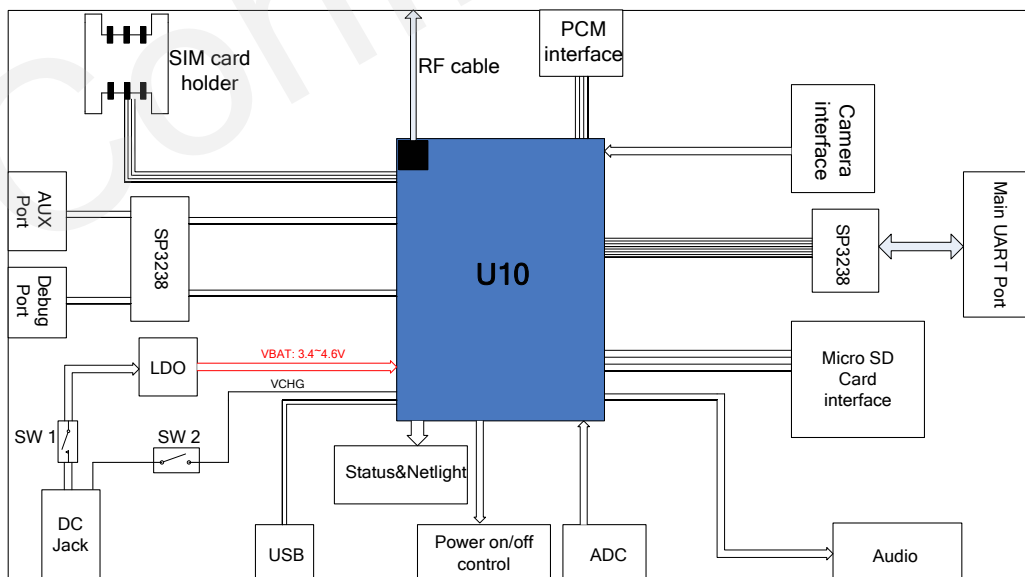 Com
SIM card
holder
RF cable
PCM
interface
Camera
interface
AUX
Port
SP3238
Debug
Port
U10
SP3238
Main UART Port
VBAT: 3.4~4.6V
LDO
VCHG
Micro SD
Card
interface
SW 1
SW 2
Status&Netlight
DC
Jack
USB
Power on/off
control
ADC
Audio